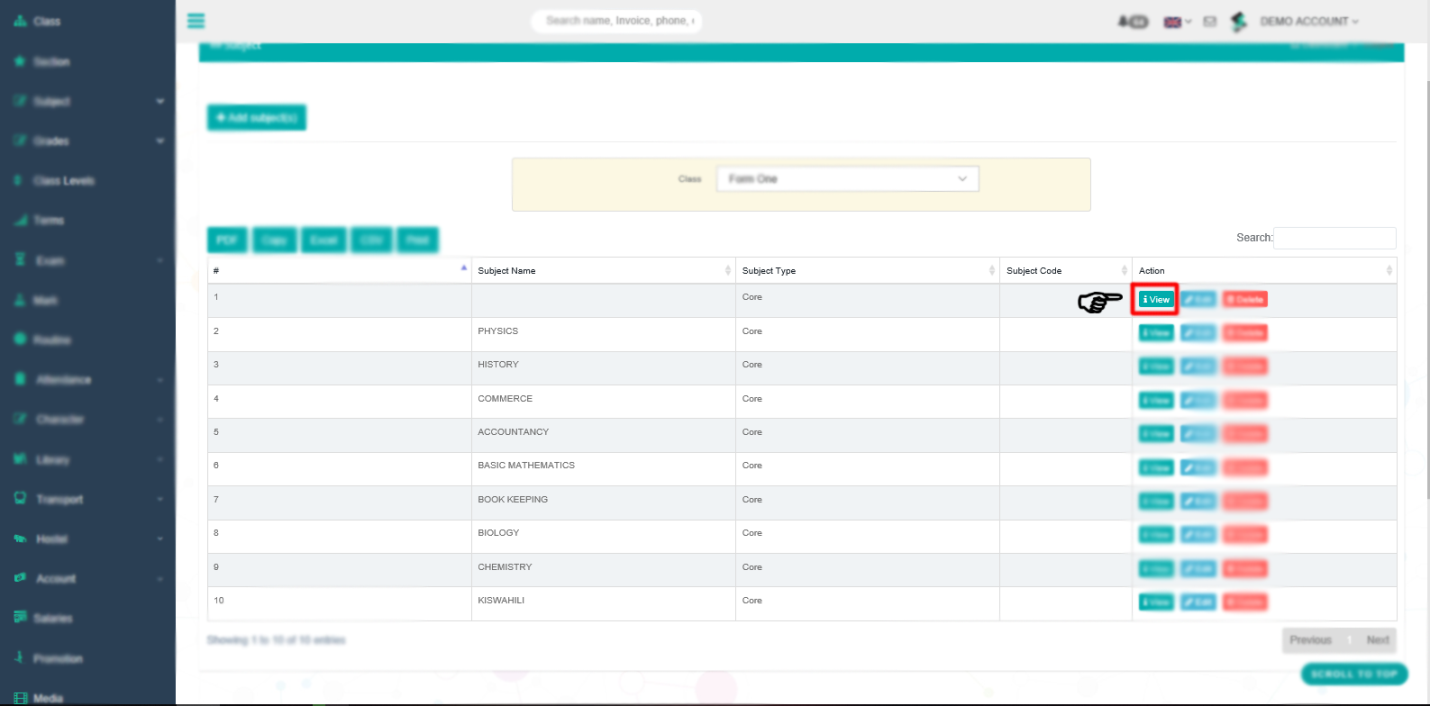 Class
Search name, Invoice, phone,
DEMO ACCOUNT
Section
Subject
Subject
Grades
+ Add subject(s)
Class Levels
Class Form One
Terms
PDF Copy Excel CSV Print
Search:
Exam
# Subject Name Subject Type Subject Code Action
Mark
1 Core View Edit Delete
2 PHYSICS Core View Edit Delete
Routine
3 HISTORY Core View Edit Delete
Attendance
4 COMMERCE Core View Edit Delete
Character
5 ACCOUNTANCY Core View Edit Delete
Library
6 BASIC MATHEMATICS Core View Edit Delete
Transport
7 BOOK KEEPING Core View Edit Delete
8 BIOLOGY Core View Edit Delete
Hostel
9 CHEMISTRY Core View Edit Delete
Account
10 KISWAHILI Core View Edit Delete
Salaries
Showing 1 to 10 of 10 entries
Previous 1 Next
Promotion
SCROLL TO TOP
Media